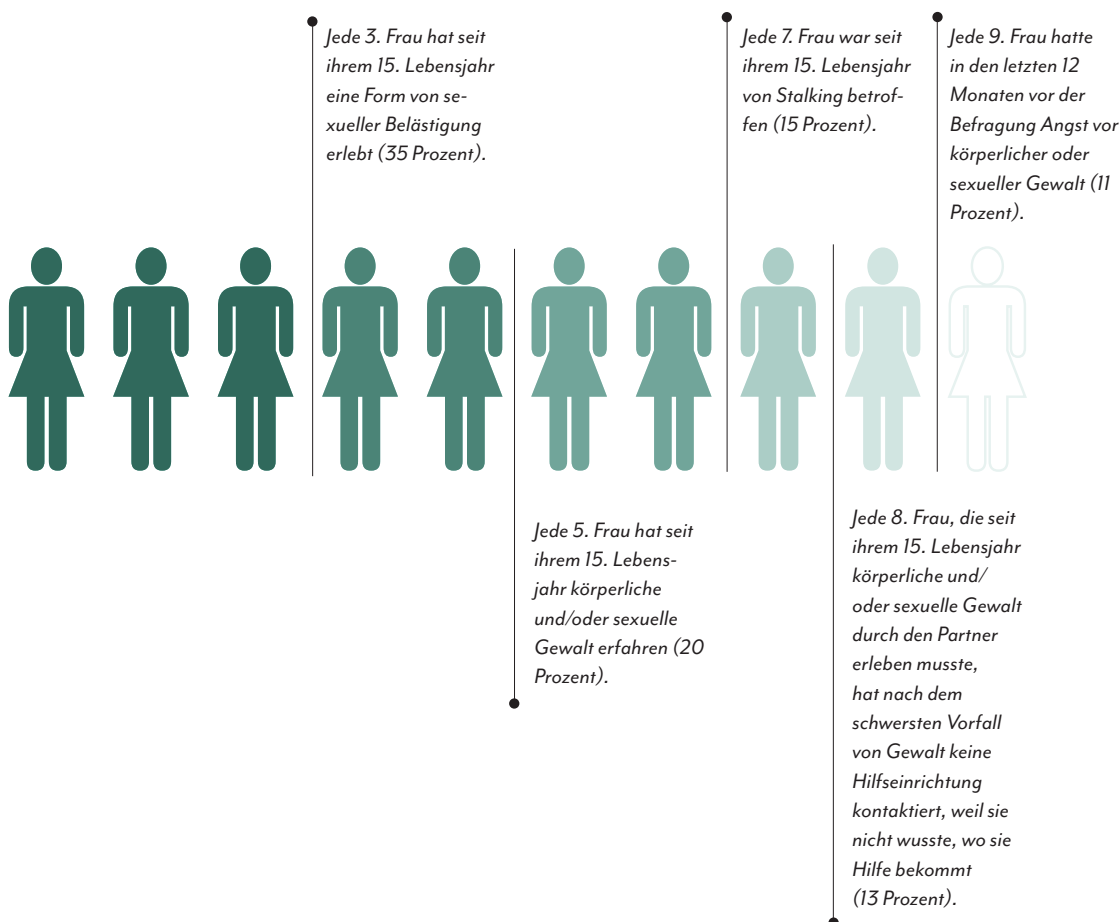 Jede 3. Frau hat seit
ihrem 15. Lebensjahr
eine Form von se-
xueller Belästigung
erlebt (35 Prozent).
Jede 7. Frau war seit
ihrem 15. Lebensjahr
von Stalking betrof-
fen (15 Prozent).
Jede 9. Frau hatte
in den letzten 12
Monaten vor der
Befragung Angst vor
körperlicher oder
sexueller Gewalt (11
Prozent).
Jede 5. Frau hat seit
ihrem 15. Lebens-
jahr körperliche
und/oder sexuelle
Gewalt erfahren (20
Prozent).
Jede 8. Frau, die seit
ihrem 15. Lebensjahr
körperliche und/
oder sexuelle Gewalt
durch den Partner
erleben musste,
hat nach dem
schwersten Vorfall
von Gewalt keine
Hilfseinrichtung
kontaktiert, weil sie
nicht wusste, wo sie
Hilfe bekommt
(13 Prozent).